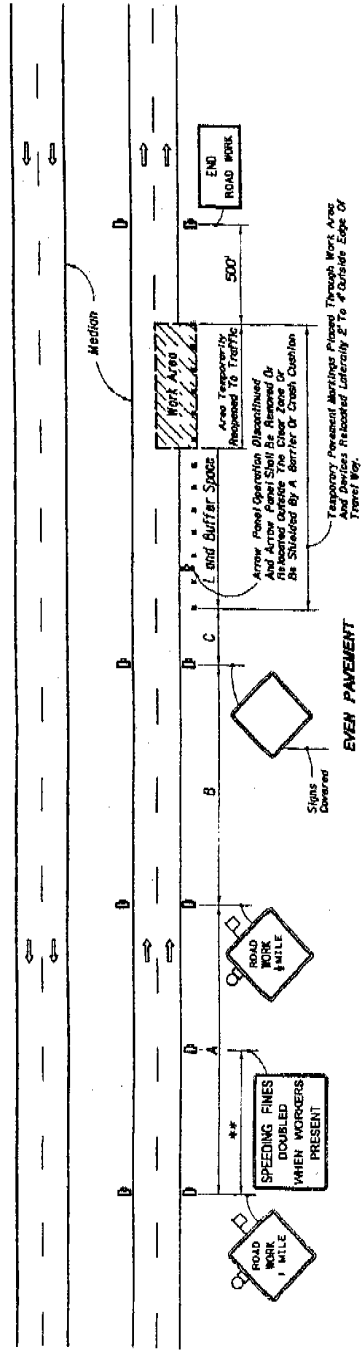 Median
END
ROAD WORK
500'
Work Area
Area Temporarily
Reopened To Traffic
L and Buffer Space
Arrow Panel Operation Discontinued
And Arrow Panel Shall Be Removed Or
Relocated Outside The Clear Zone Or
Be Shielded By A Barrier Or Crash Cushion
Temporary Pavement Markings Placed Through Work Area
And Devices Relocated Laterally 2' To 4' Outside Edge Of
Travel Way.
C
B
A
**
Signs
Covered
EVEN PAVEMENT
ROAD
WORK
½ MILE
SPEEDING FINES
DOUBLED
WHEN WORKERS
PRESENT
ROAD
WORK
1 MILE